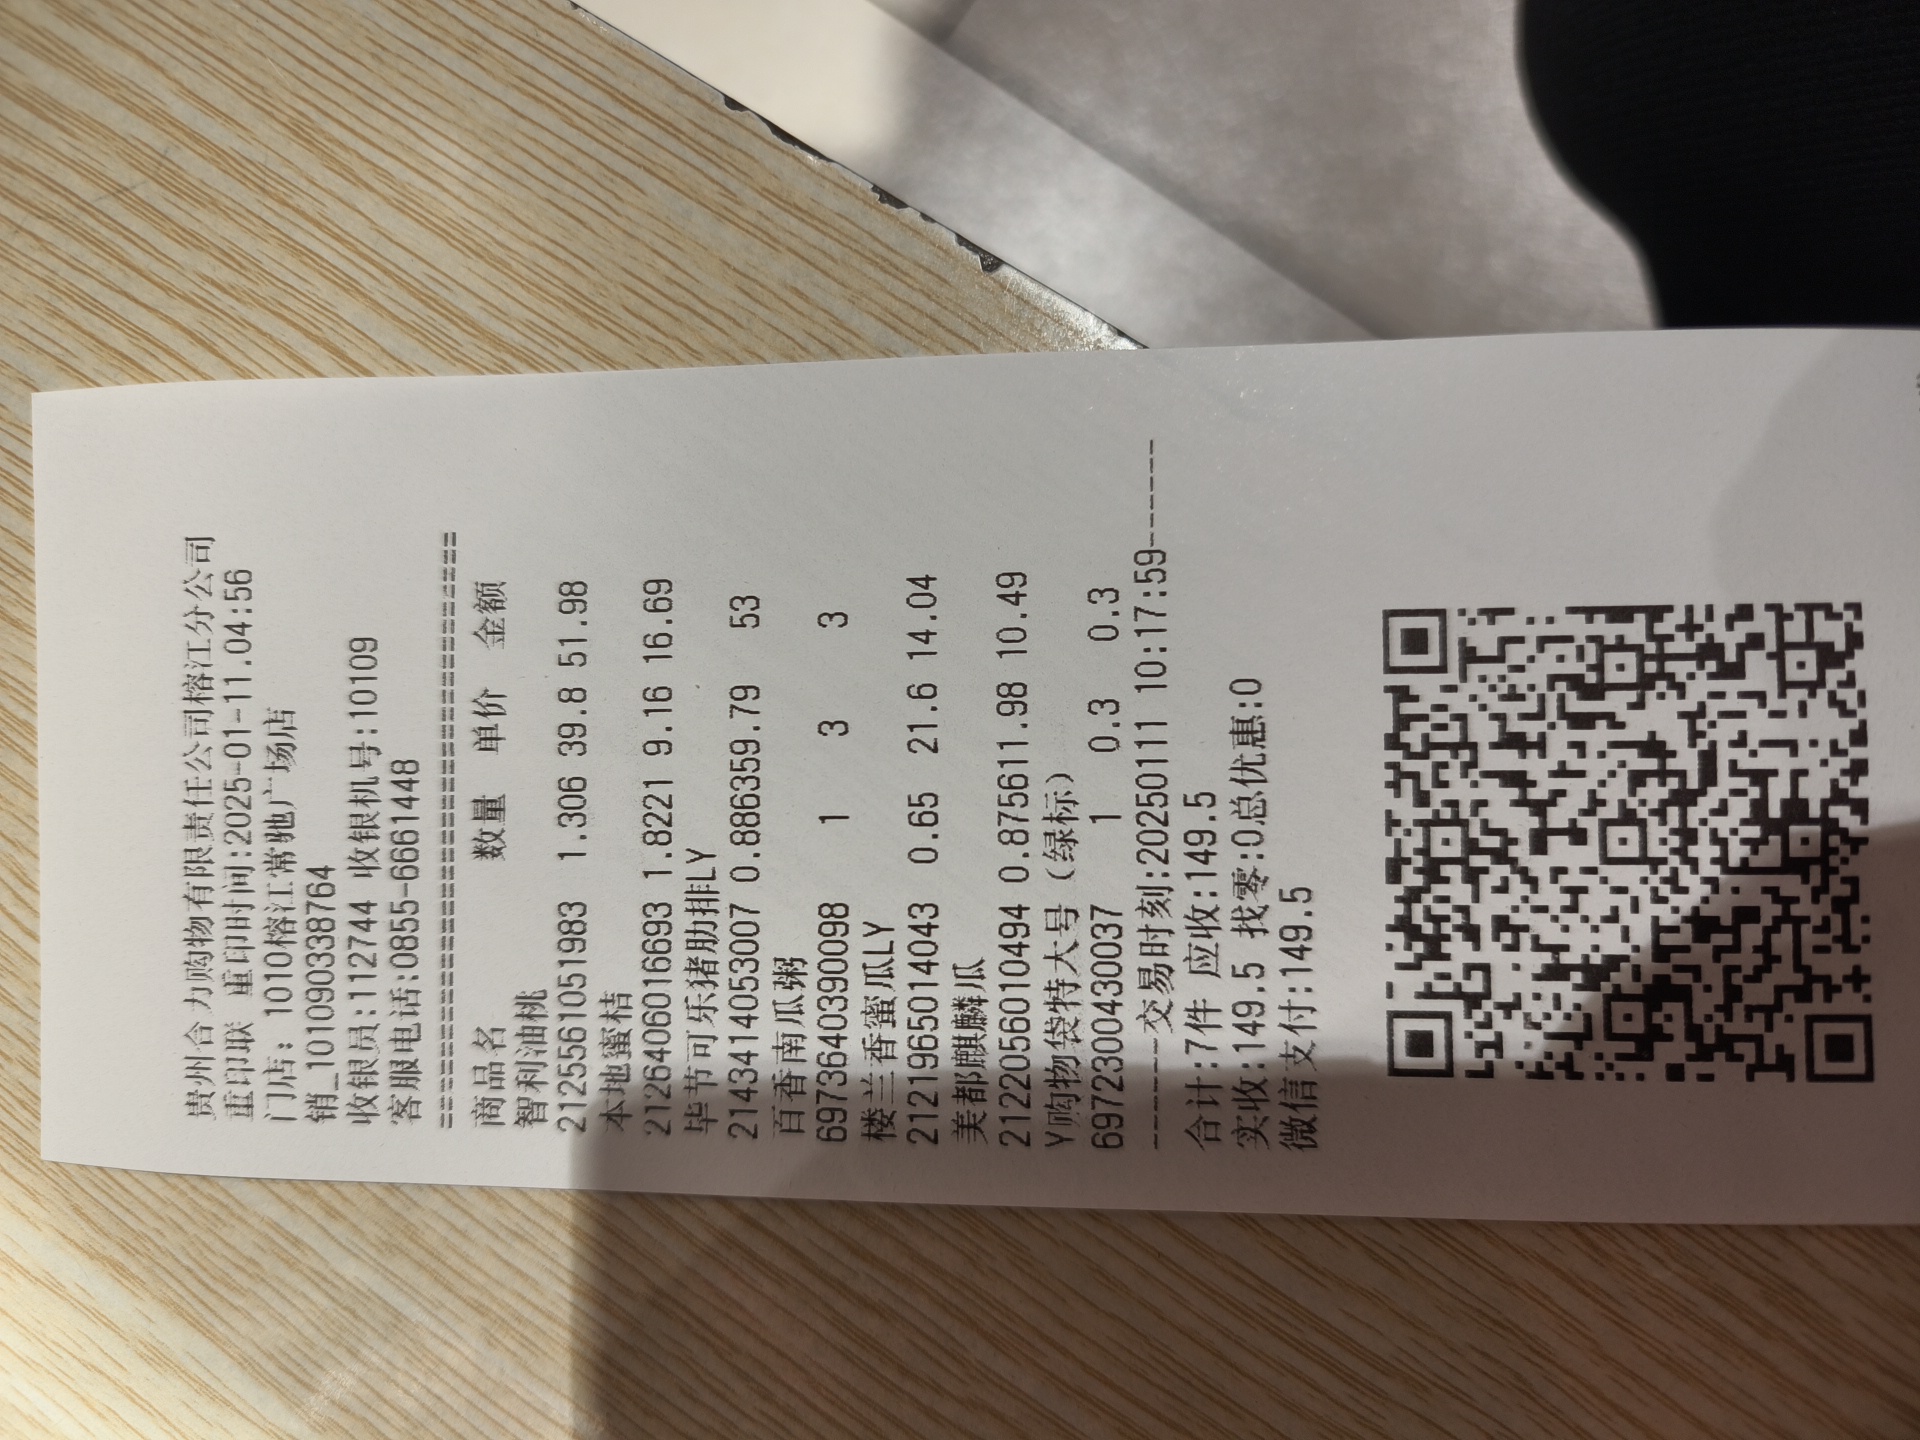 贵州合力购物有限责任公司榕江分公司
重印联 重印时间:2025-01-11.04:56
门店: 1010榕江常驰广场店
销_10109090338764
收银员:112744 收银机号:10109
客服电话:0855-6661448
================================
商品名 数量 单价 金额
智利油桃
2125561051983 1.306 39.8 51.98
本地蜜桔
2126406016693 1.8221 9.16 16.69
毕节可乐猪肋排LY
2143414053007 0.886359.79 53
百香南瓜粥
6973640390098 1 3 3
楼兰香蜜瓜LY
2121965014043 0.65 21.6 14.04
美都麒麟瓜
2122056010494 0.875611.98 10.49
Y购物袋特大号(绿标)
6972300430037 1 0.3 0.3
------交易时刻:20250111 10:17:59------
合计:7件 应收:149.5
实收:149.5 找零:0总优惠:0
微信支付:149.5